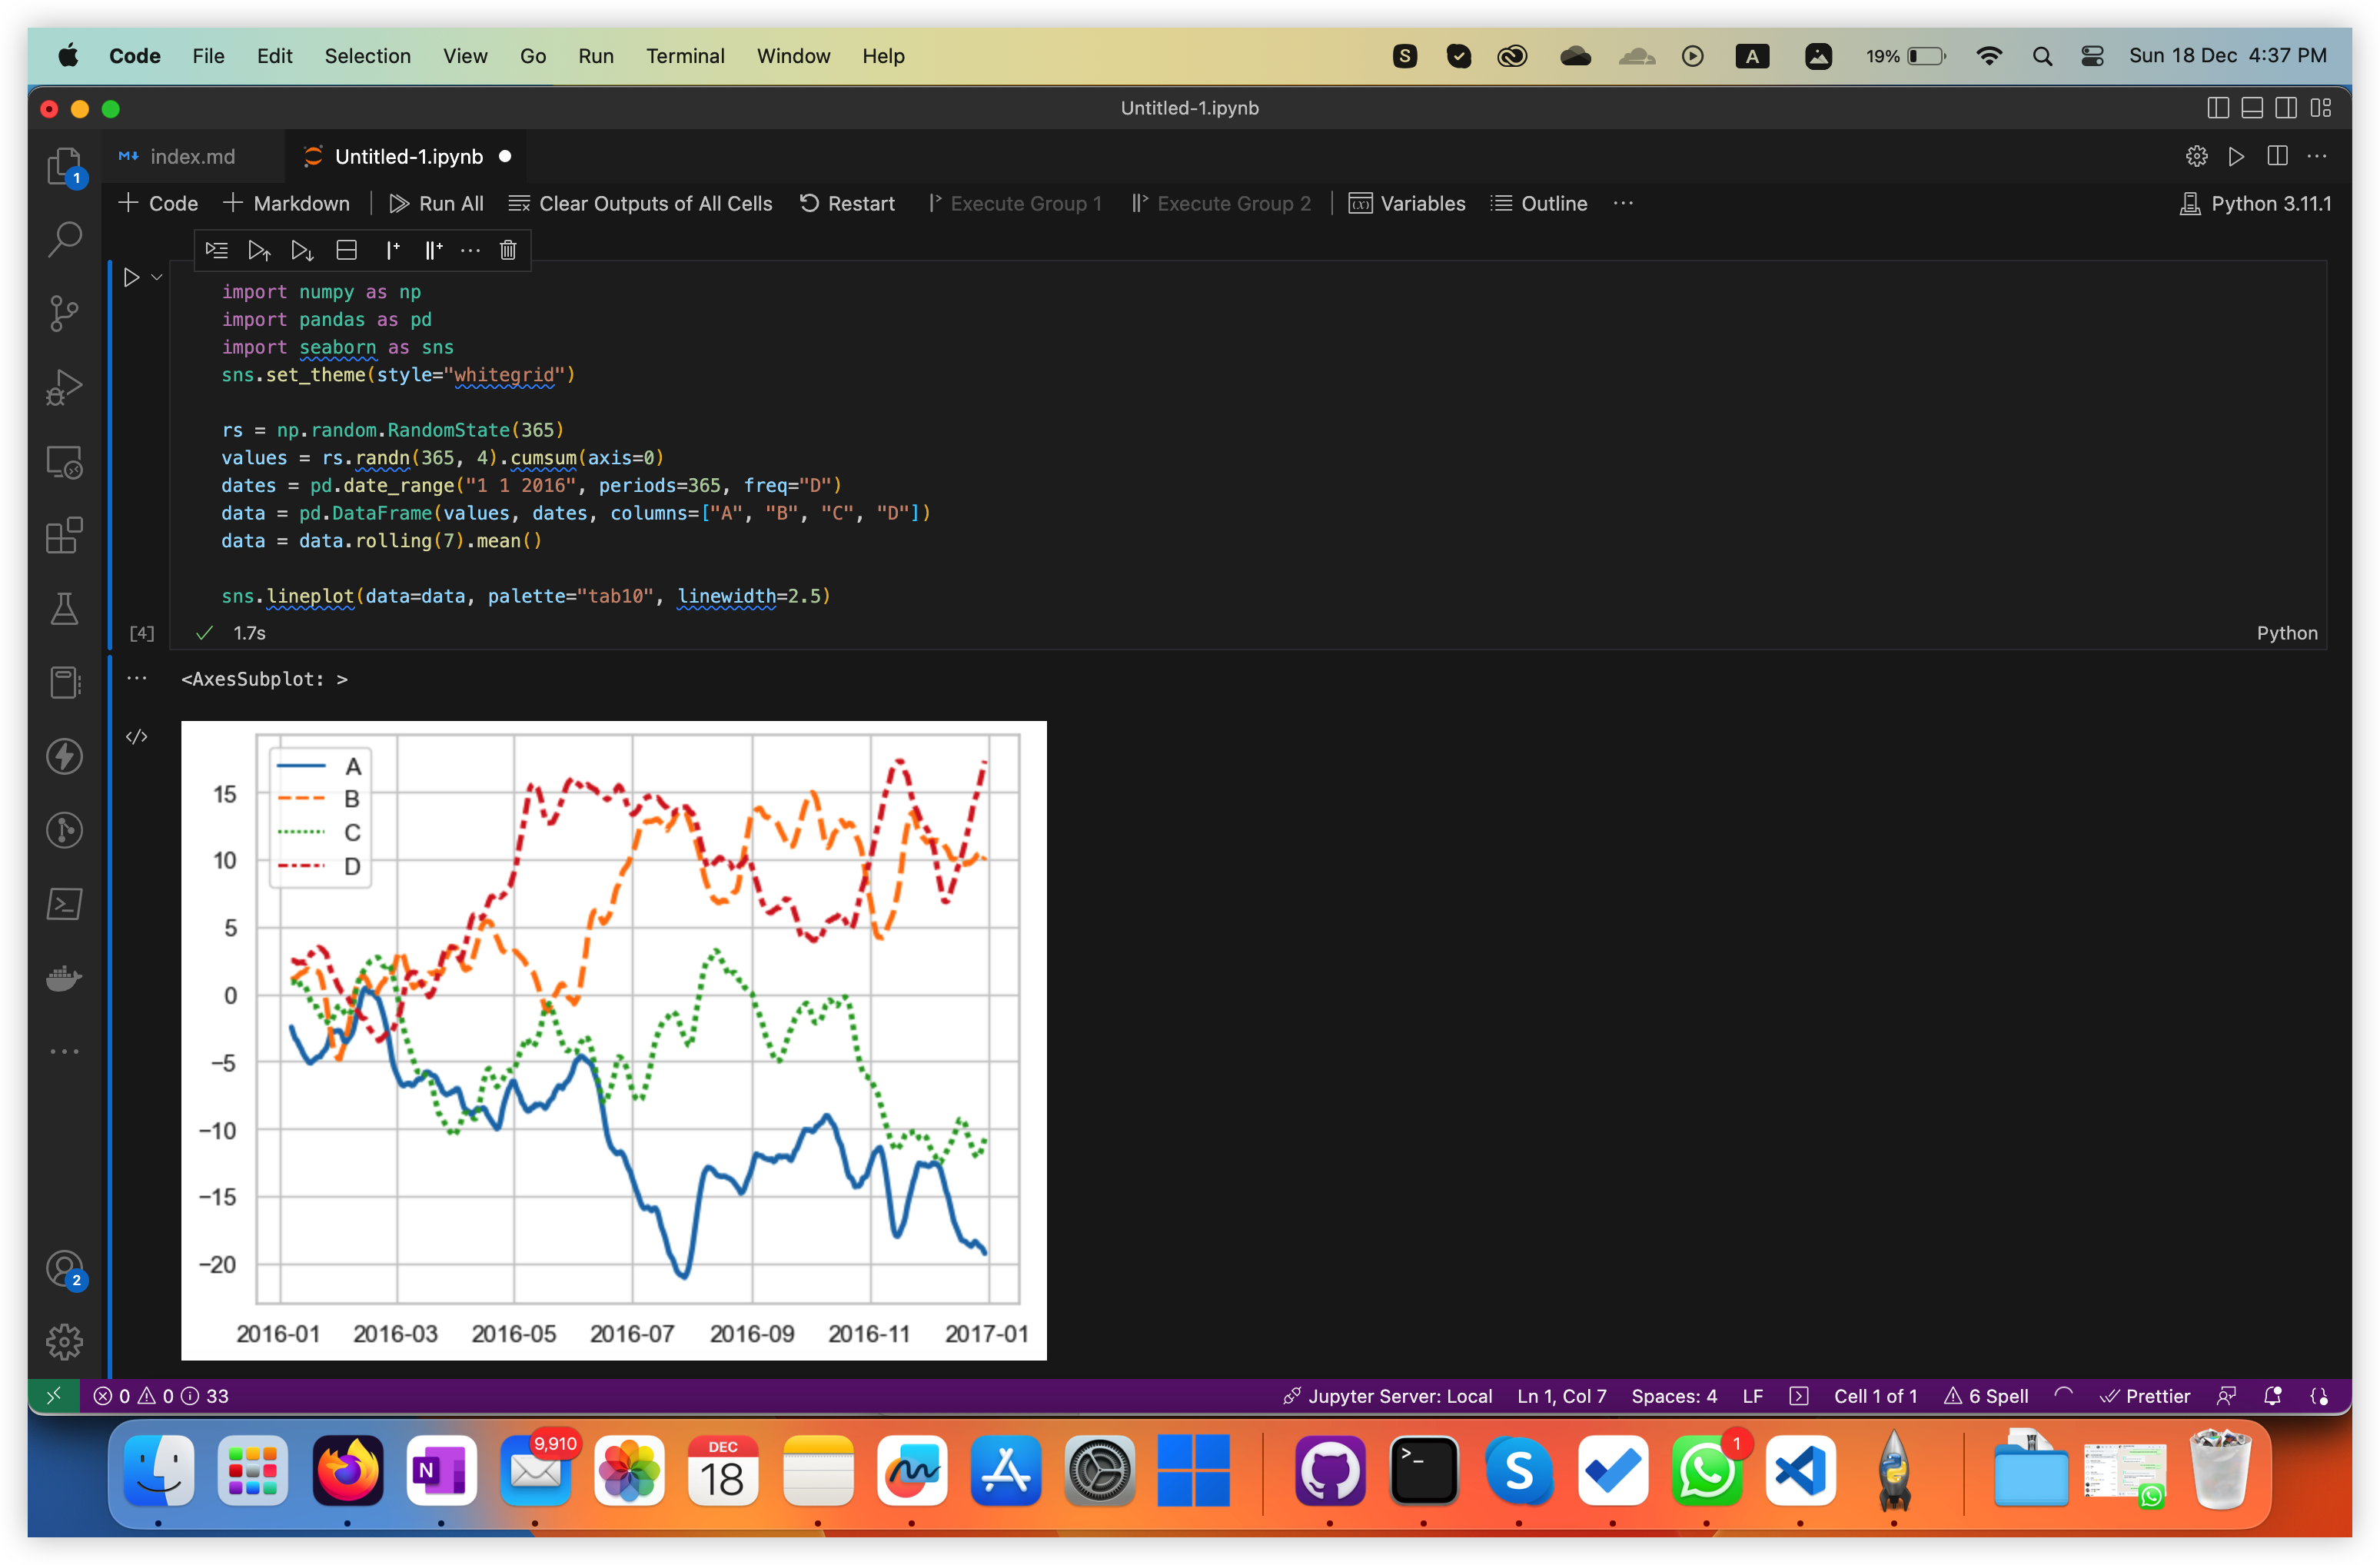 Code File Edit Selection View Go Run Terminal Window Help S A 19% Sun 18 Dec 4:37 PM
Untitled-1.ipynb
index.md Untitled-1.ipynb
1
Code Markdown Run All Clear Outputs of All Cells Restart Execute Group 1 Execute Group 2 Variables Outline ... Python 3.11.1
import numpy as np
import pandas as pd
import seaborn as sns
sns.set_theme(style="whitegrid")
rs = np.random.RandomState(365)
values = rs.randn(365, 4).cumsum(axis=0)
dates = pd.date_range("1 1 2016", periods=365, freq="D")
data = pd.DataFrame(values, dates, columns=["A", "B", "C", "D"])
data = data.rolling(7).mean()
sns.lineplot(data=data, palette="tab10", linewidth=2.5)
[4] 1.7s Python
<AxesSubplot: >
A
B
C
D
15
10
5
0
−5
−10
−15
−20
2016-01 2016-03 2016-05 2016-07 2016-09 2016-11 2017-01
2
0 0 33 Jupyter Server: Local Ln 1, Col 7 Spaces: 4 LF Cell 1 of 1 6 Spell Prettier
N 9,910 DEC 18 >_ S 1